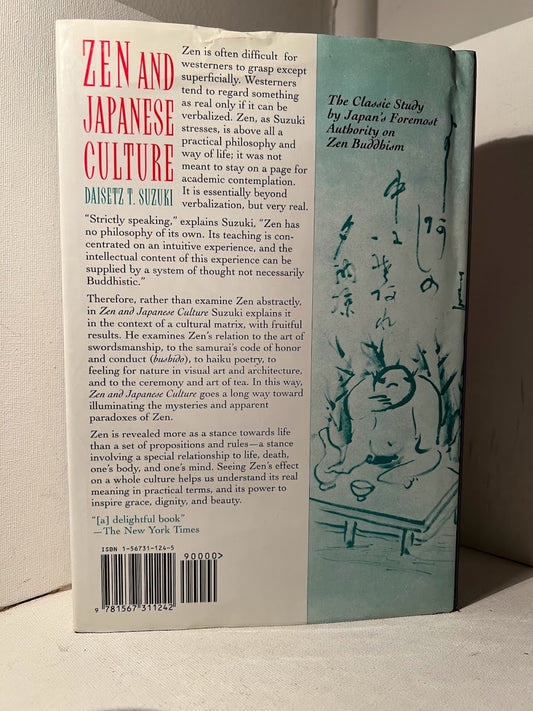 ZEN AND
JAPANESE
CULTURE
DAISETZ T. SUZUKI
Zen is often difficult for
westerners to grasp except
superficially. Westerners
tend to regard something
as real only if it can be
verbalized. Zen, as Suzuki
stresses, is above all a
practical philosophy and
way of life; it was not
meant to stay on a page for
academic contemplation.
It is essentially beyond
verbalization, but very real.
"Strictly speaking," explains Suzuki, "Zen has
no philosophy of its own. Its teaching is con-
centrated on an intuitive experience, and the
intellectual content of this experience can be
supplied by a system of thought not necessarily
Buddhistic."
Therefore, rather than examine Zen abstractly,
in Zen and Japanese Culture Suzuki explains it
in the context of a cultural matrix, with fruitful
results. He examines Zen's relation to the art of
swordsmanship, to the samurai's code of honor
and conduct (bushido), to haiku poetry, to
feeling for nature in visual art and architecture,
and to the ceremony and art of tea. In this way,
Zen and Japanese Culture goes a long way toward
illuminating the mysteries and apparent
paradoxes of Zen.
Zen is revealed more as a stance towards life
than a set of propositions and rules—a stance
involving a special relationship to life, death,
one's body, and one's mind. Seeing Zen's effect
on a whole culture helps us understand its real
meaning in practical terms, and its power to
inspire grace, dignity, and beauty.
"[a] delightful book"
—The New York Times
ISBN 1-56731-124-5
90000>
9 781567 311242
The Classic Study
by Japan's Foremost
Authority on
Zen Buddhism